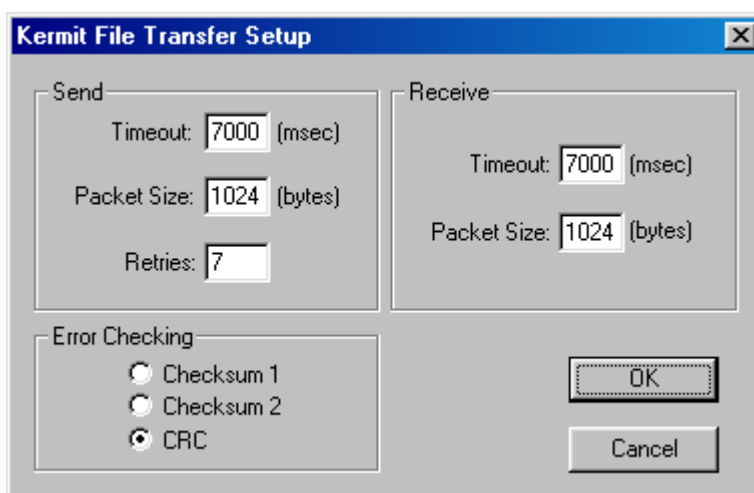 Kermit File Transfer Setup
Send
Timeout: 7000 (msec)
Packet Size: 1024 (bytes)
Retries: 7
Receive
Timeout: 7000 (msec)
Packet Size: 1024 (bytes)
Error Checking
Checksum 1
Checksum 2
CRC
OK
Cancel